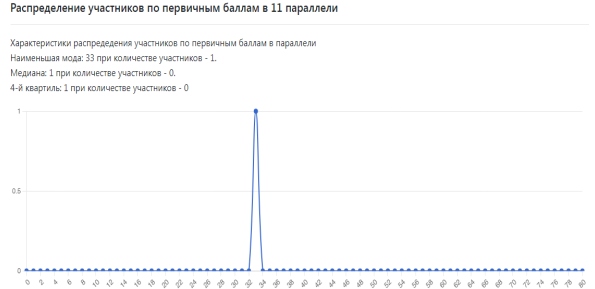 Распределение участников по первичным баллам в 11 параллели
Характеристики распредедения участников по первичным баллам в параллели
Наименьшая мода: 33 при количестве участников - 1.
Медиана: 1 при количестве участников - 0.
4-й квартиль: 1 при количестве участников - 0
1
0.5
0
0 2 4 6 8 10 12 14 16 18 20 22 24 26 28 30 32 34 36 38 40 42 44 46 48 50 52 54 56 58 60 62 64 66 68 70 72 74 76 78 80